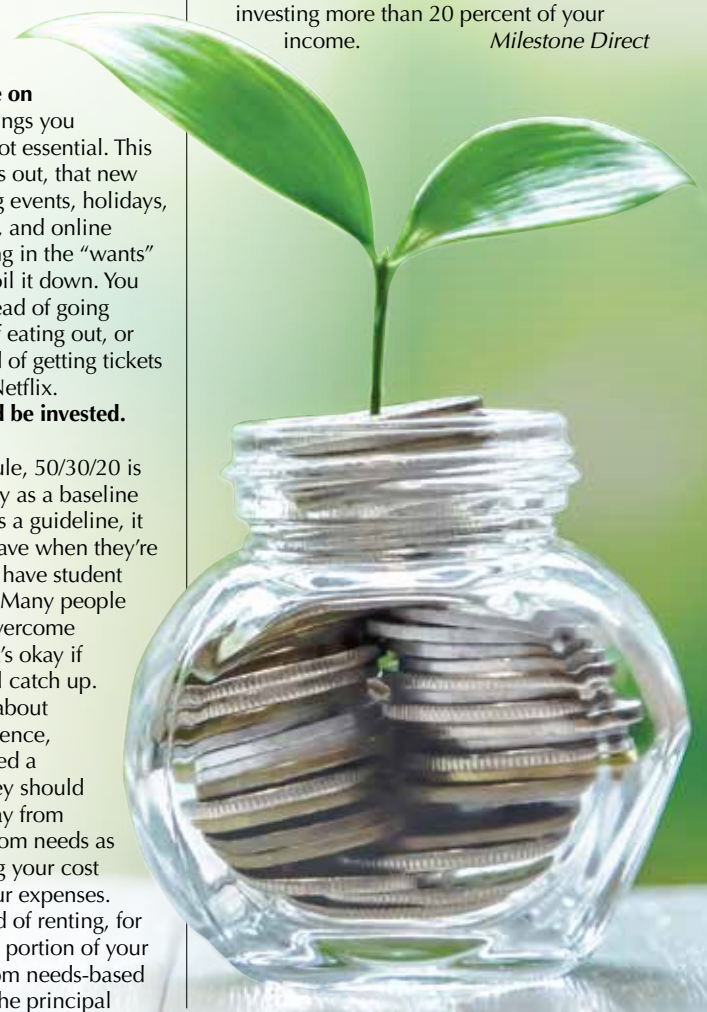 e on
ings you
ot essential. This
s out, that new
g events, holidays,
, and online
ng in the “wants”
oil it down. You
ead of going
f eating out, or
d of getting tickets
Netflix.
d be invested.
ule, 50/30/20 is
y as a baseline
s a guideline, it
ave when they’re
have student
Many people
vercome
t’s okay if
d catch up.
about
ence,
ed a
ey should
ay from
om needs as
g your cost
ur expenses.
d of renting, for
portion of your
om needs-based
he principal
investing more than 20 percent of your
income. Milestone Direct